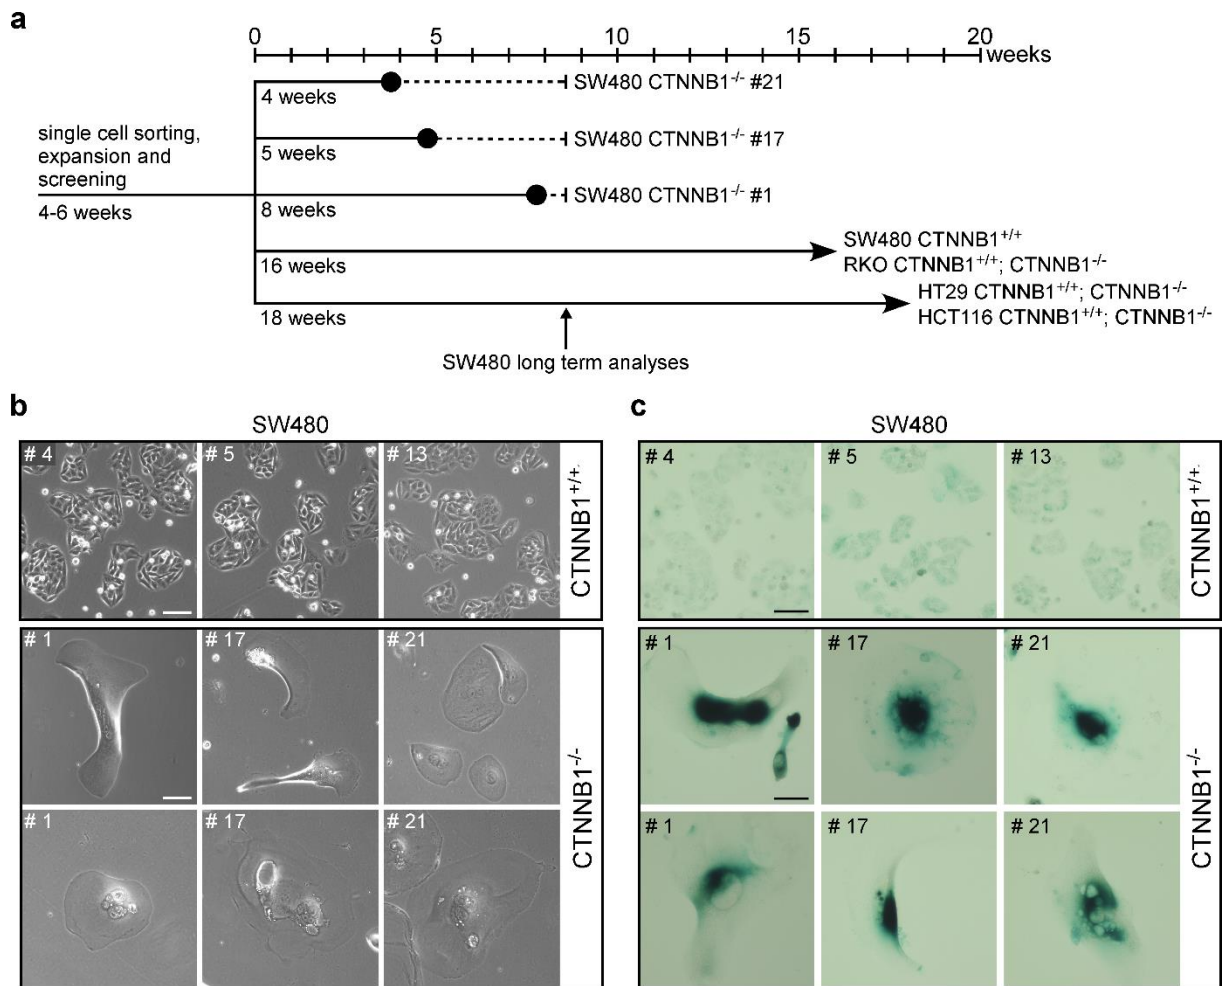 a
0 5 10 15 20 weeks
4 weeks
SW480 CTNNB1-/- #21
5 weeks
SW480 CTNNB1-/- #17
single cell sorting,
expansion and
screening
4-6 weeks
8 weeks
SW480 CTNNB1-/- #1
16 weeks
SW480 CTNNB1+/+
RKO CTNNB1+/+; CTNNB1-/-
18 weeks
HT29 CTNNB1+/+; CTNNB1-/-
HCT116 CTNNB1+/+; CTNNB1-/-
SW480 long term analyses
b
SW480
# 4 # 5 # 13
CTNNB1+/+.
# 1 # 17 # 21
# 1 # 17 # 21
CTNNB1-/-
c
SW480
# 4 # 5 # 13
CTNNB1+/+.
# 1 # 17 # 21
# 1 # 17 # 21
CTNNB1-/-